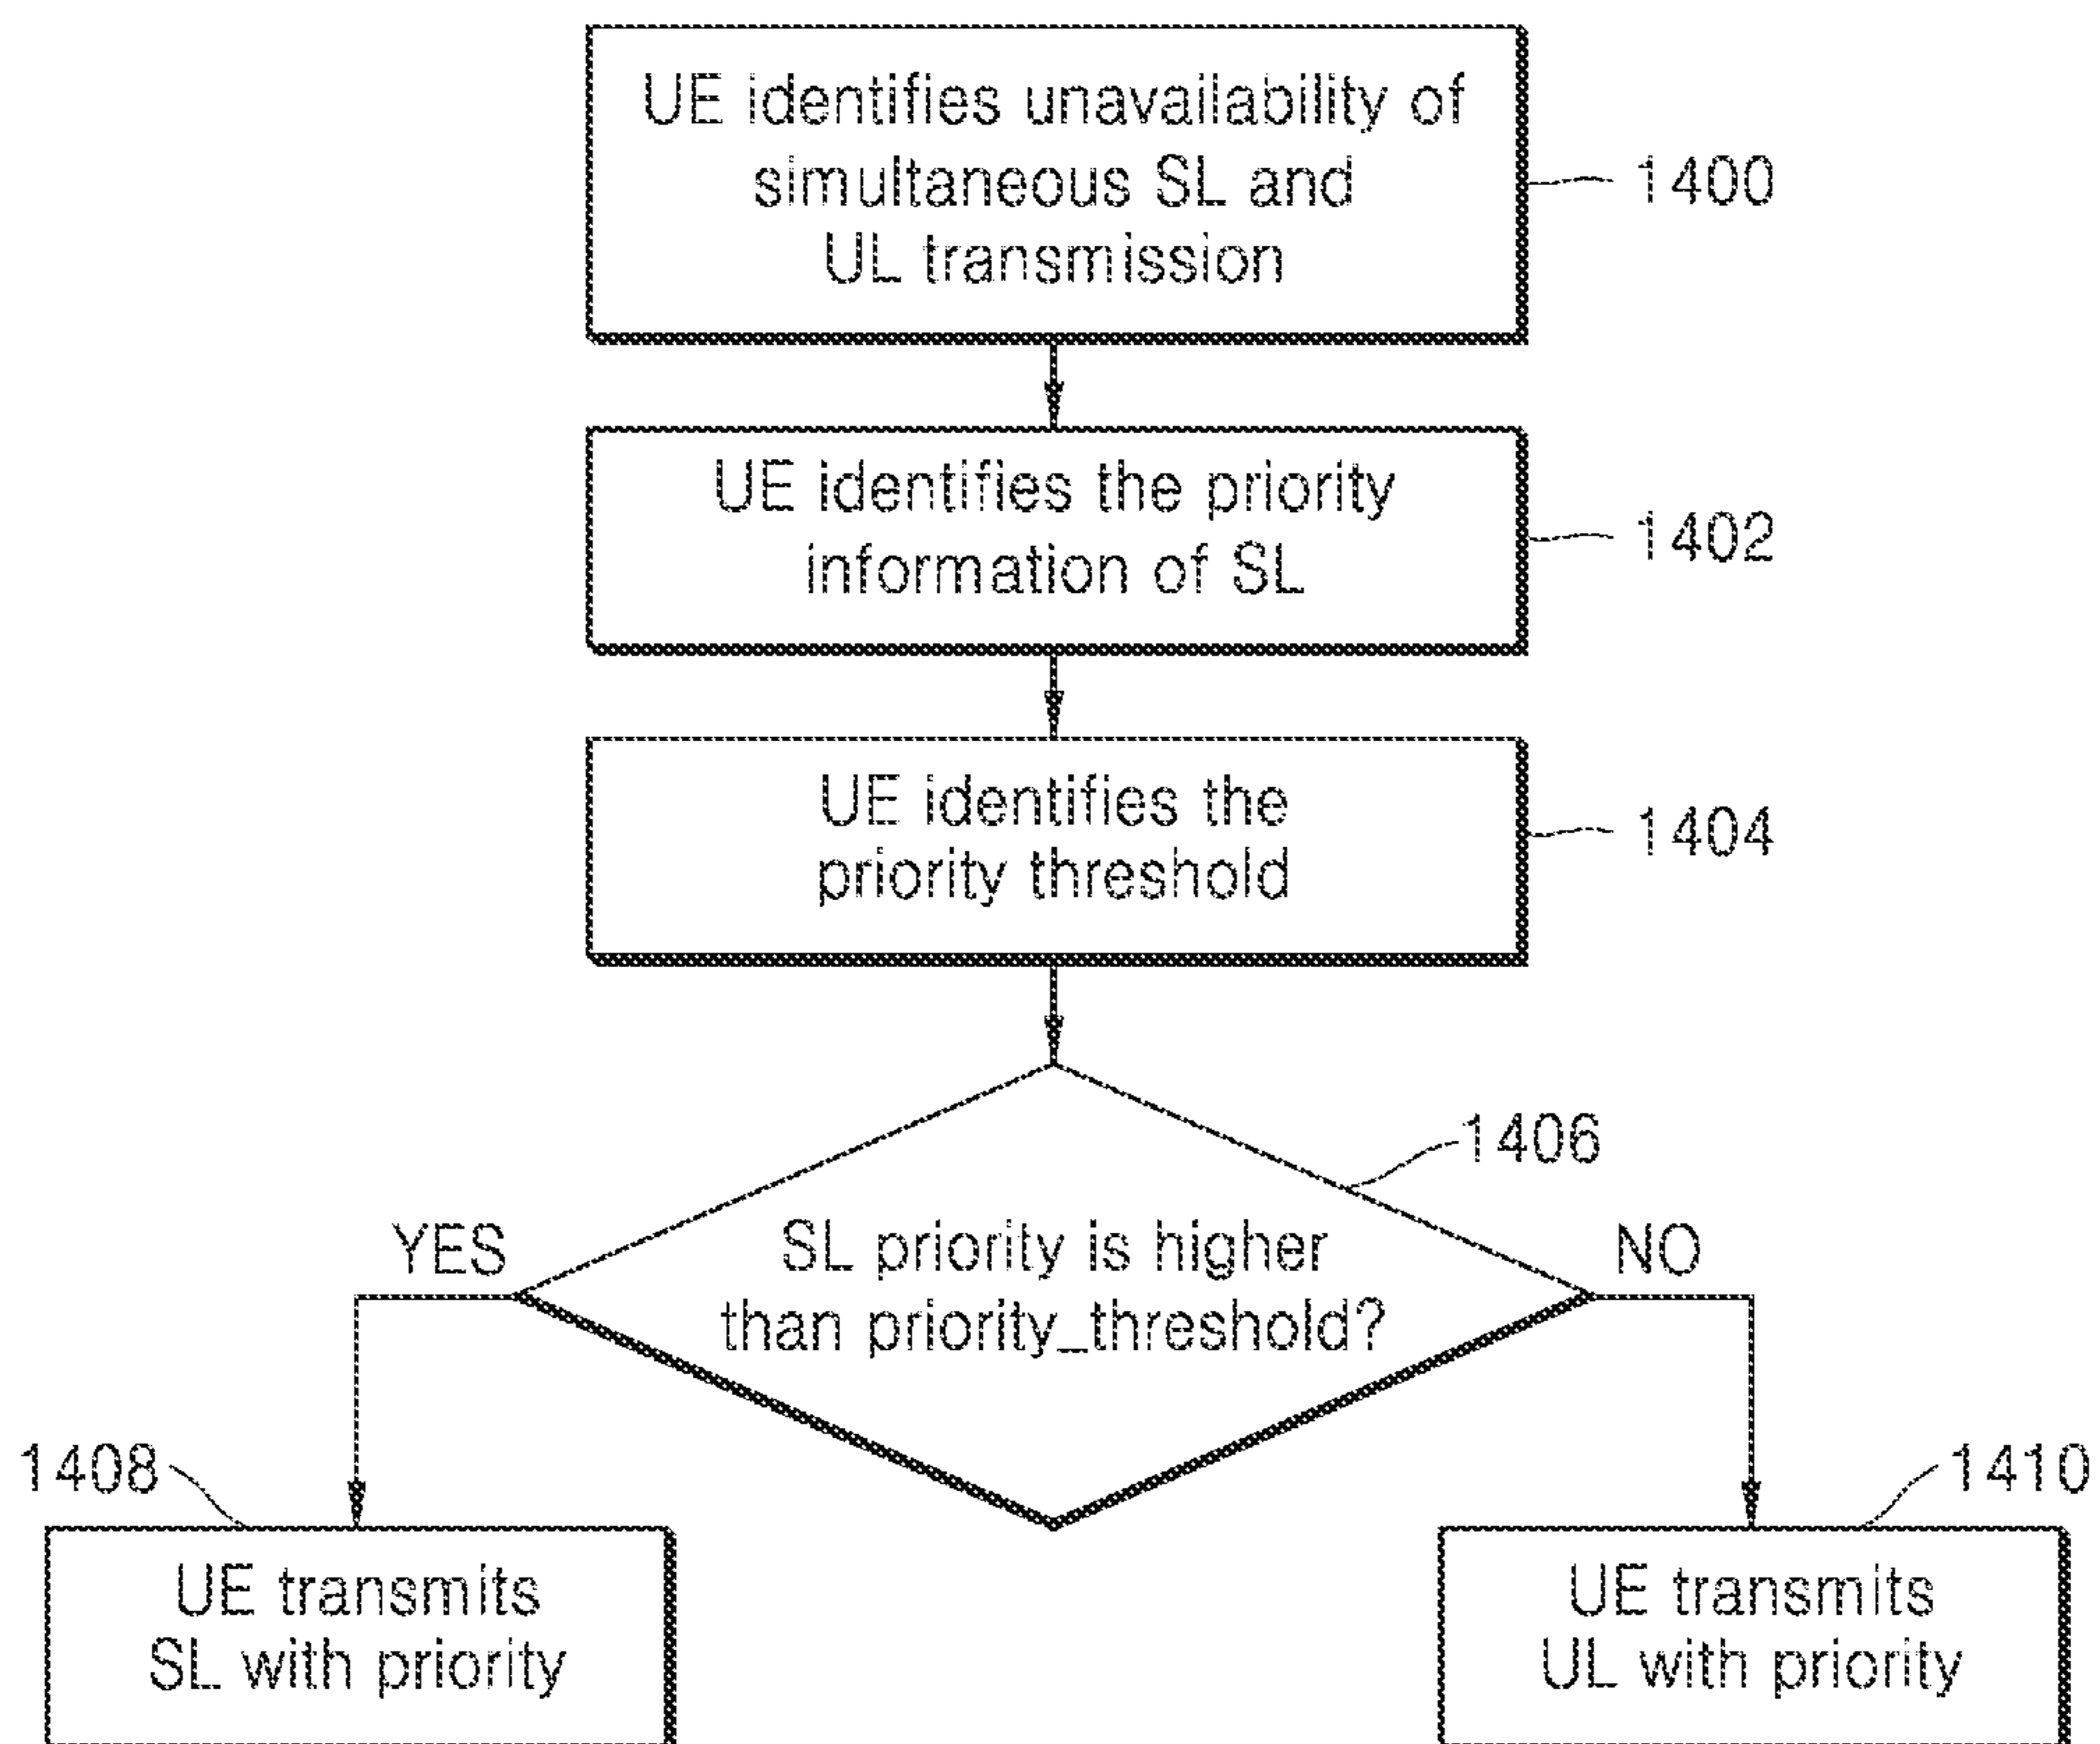 UE identifies unavailability of
simultaneous SL and
UL transmission
1400
UE identifies the priority
information of SL
1402
UE identifies the
priority threshold
1404
1406
YES
SL priority is higher
than priority_threshold?
NO
1408
UE transmits
SL with priority
1410
UE transmits
UL with priority